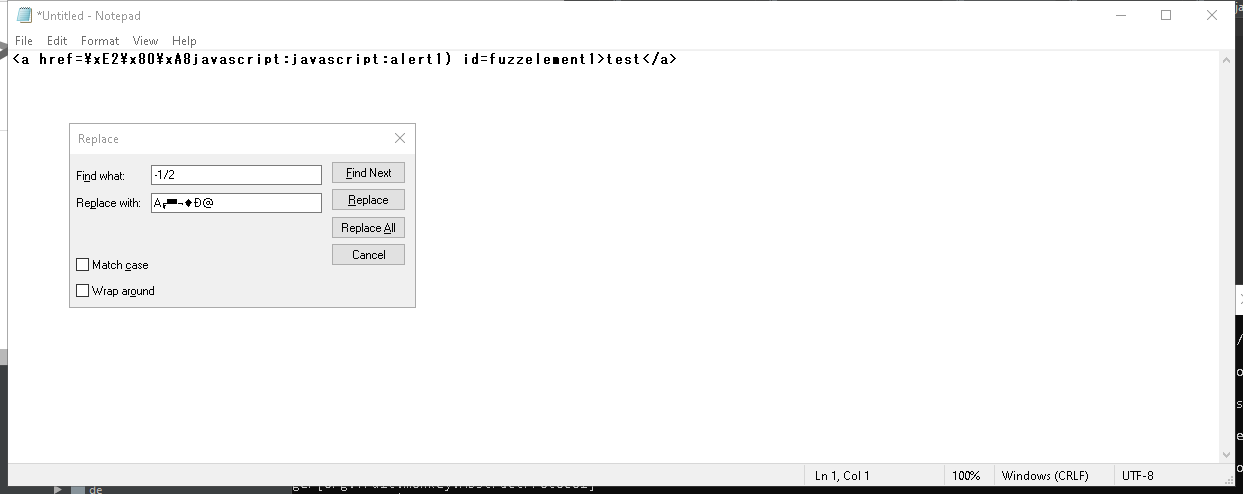 *Untitled - Notepad
File Edit Format View Help
<a href=¥xE2¥x80¥xA8javascript:javascript:alert1) id=fuzzelement1>test</a>
Replace
Find what: -1/2 Find Next
Replace with: Replace
Replace All
Cancel
Match case
Wrap around
Ln 1, Col 1 100% Windows (CRLF) UTF-8
de